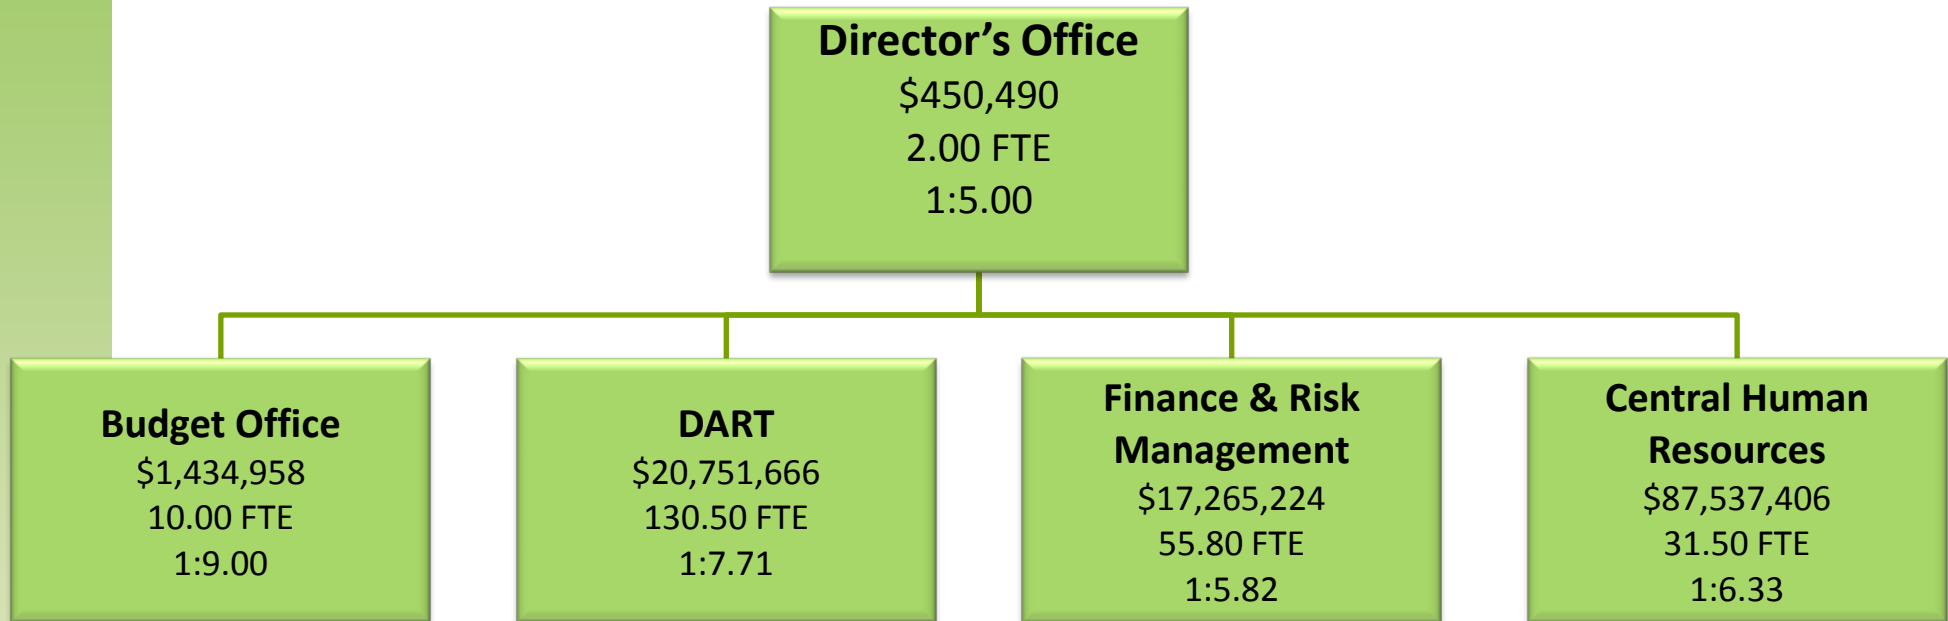 Director’s Office
$450,490
2.00 FTE
1:5.00
Budget Office
$1,434,958
10.00 FTE
1:9.00
DART
$20,751,666
130.50 FTE
1:7.71
Finance & Risk
Management
$17,265,224
55.80 FTE
1:5.82
Central Human
Resources
$87,537,406
31.50 FTE
1:6.33